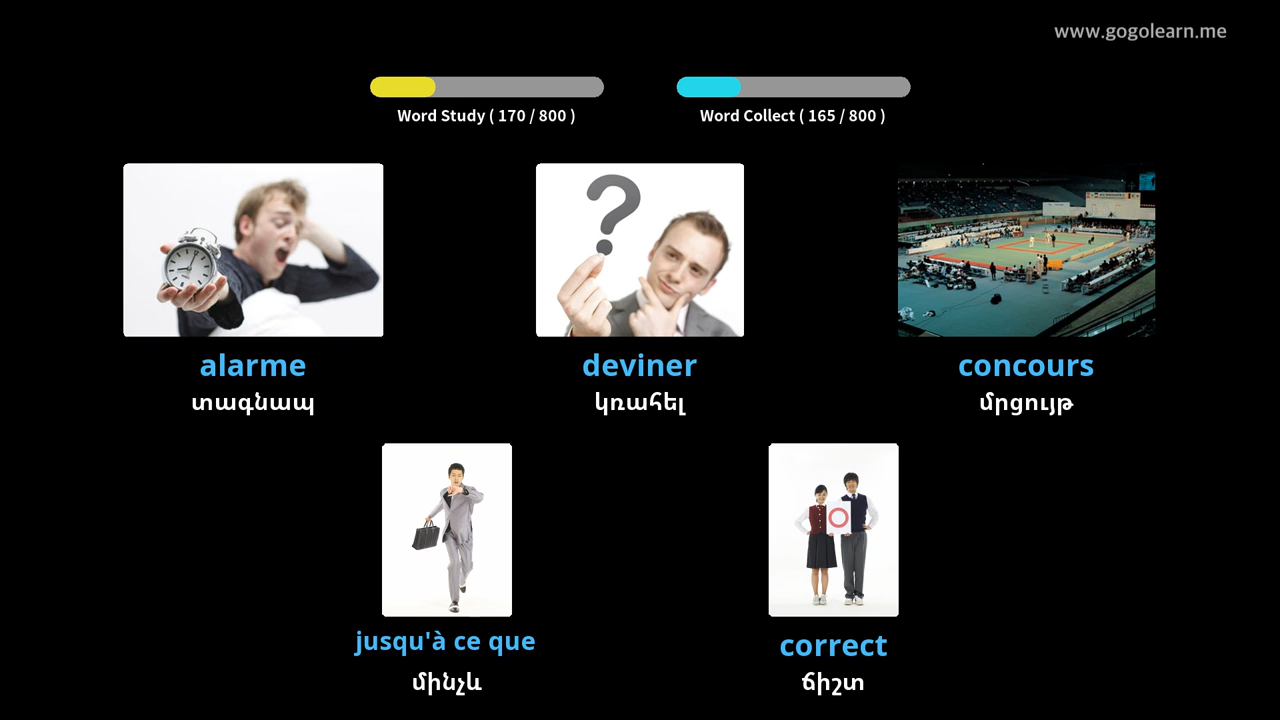 www.gogolearn.me
Word Study ( 170 / 800 )
Word Collect ( 165 / 800 )
alarme
տագնապ
deviner
կռահել
concours
մրցույթ
jusqu'à ce que
մինչև
correct
ճիշտ